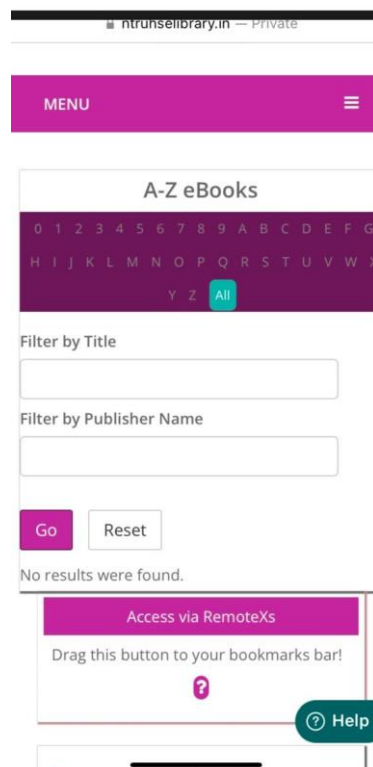 ntruhselibrary.in — Private
MENU
A-Z eBooks
0 1 2 3 4 5 6 7 8 9 A B C D E F G
H I J K L M N O P Q R S T U V W X
Y Z All
Filter by Title
Filter by Publisher Name
Go Reset
No results were found.
Access via RemoteXs
Drag this button to your bookmarks bar!
?
? Help